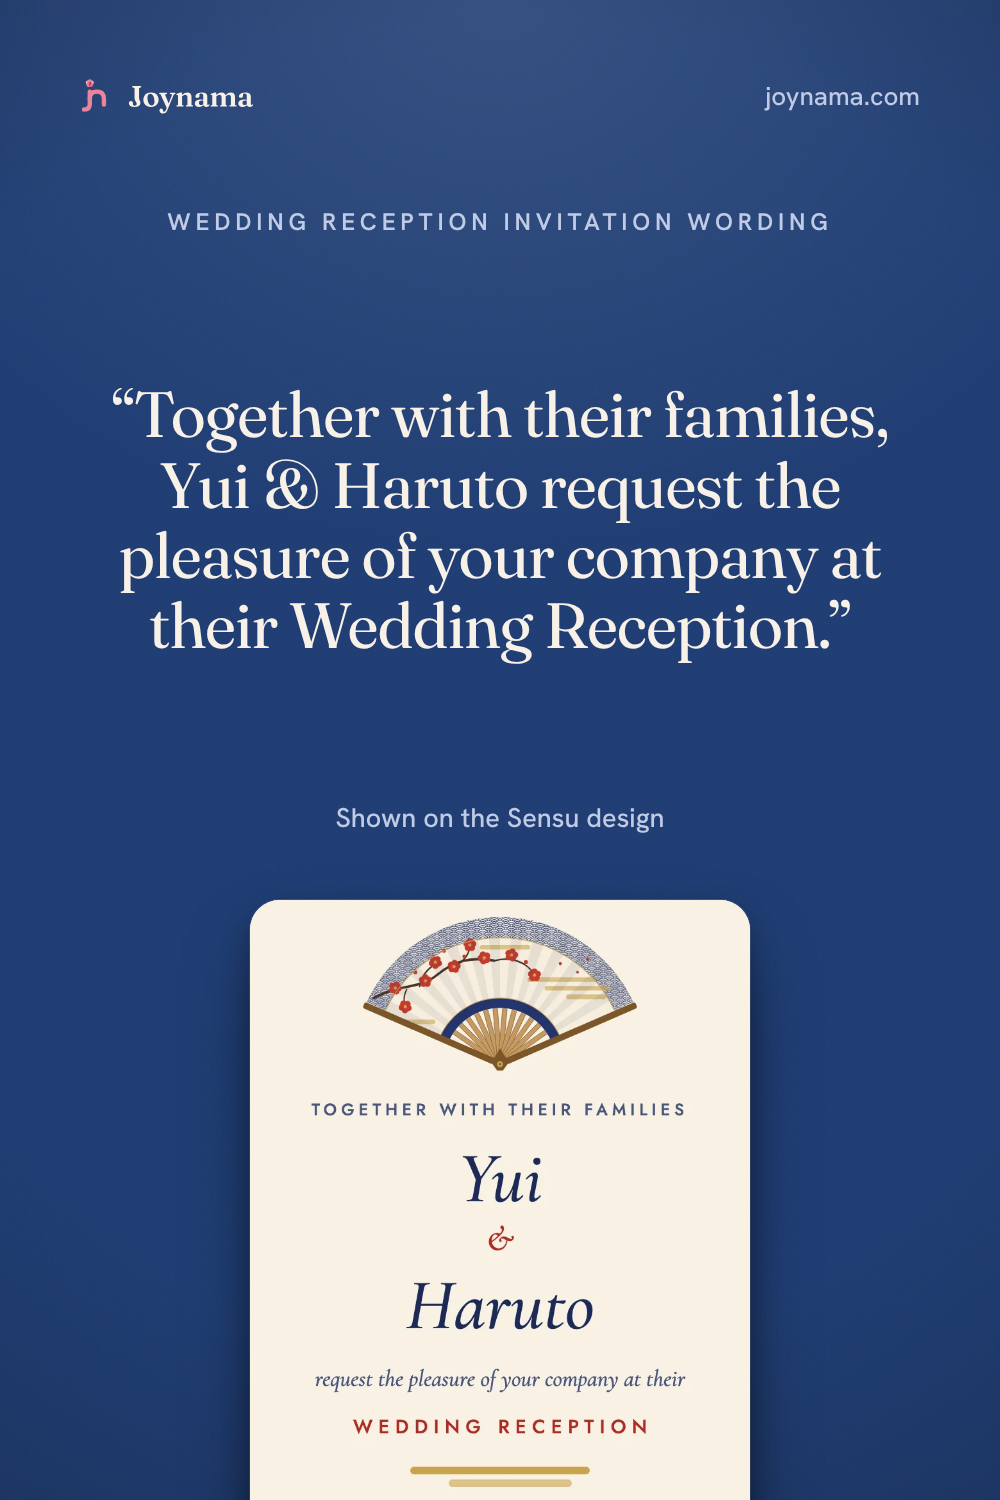 Joynama
joynama.com
WEDDING RECEPTION INVITATION WORDING
“Together with their families,
Yui & Haruto request the
pleasure of your company at
their Wedding Reception.”
Shown on the Sensu design
TOGETHER WITH THEIR FAMILIES
Yui
&
Haruto
request the pleasure of your company at their
WEDDING RECEPTION